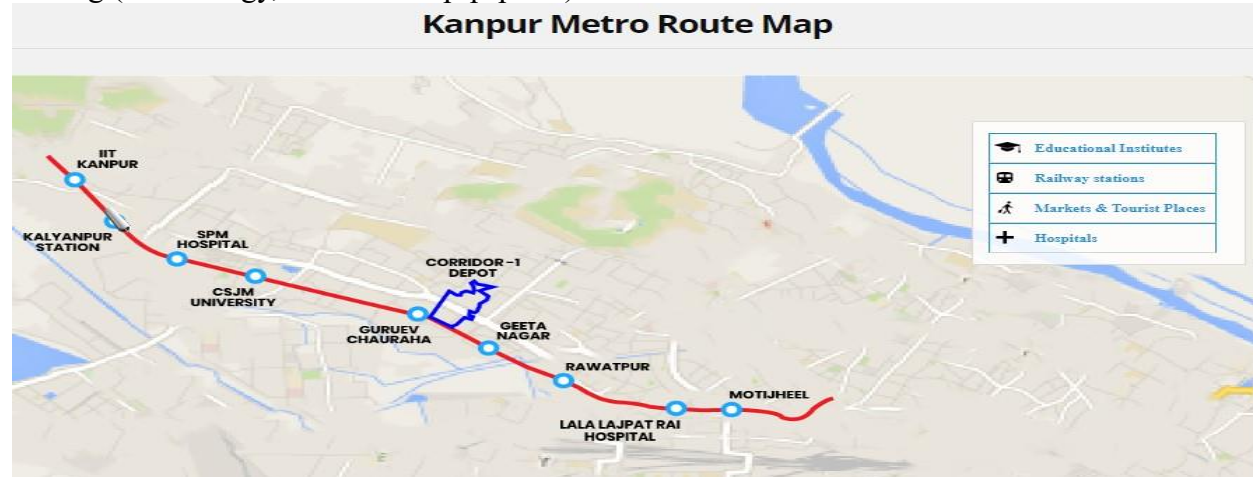 Kanpur Metro Route Map
IIT
KANPUR
KALYANPUR
STATION
SPM
HOSPITAL
CSJM
UNIVERSITY
CORRIDOR-1
DEPOT
GURUEV
CHAURAHA
GEETA
NAGAR
RAWATPUR
LALA LAJPAT RAI
HOSPITAL
MOTIJHEEL
Educational Institutes
Railway stations
Markets & Tourist Places
Hospitals